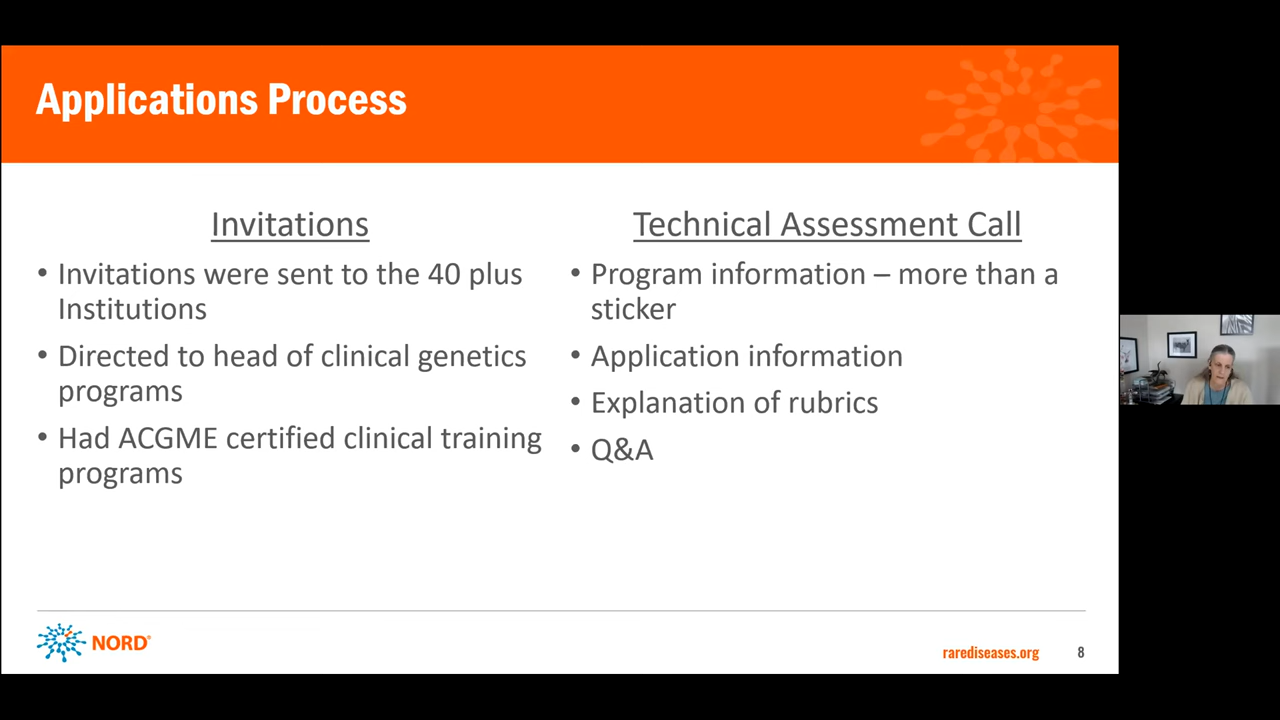 Applications Process
Invitations
• Invitations were sent to the 40 plus
Institutions
• Directed to head of clinical genetics
programs
• Had ACGME certified clinical training
programs
Technical Assessment Call
• Program information – more than a
sticker
• Application information
• Explanation of rubrics
• Q&A
NORD®
rarediseases.org
8